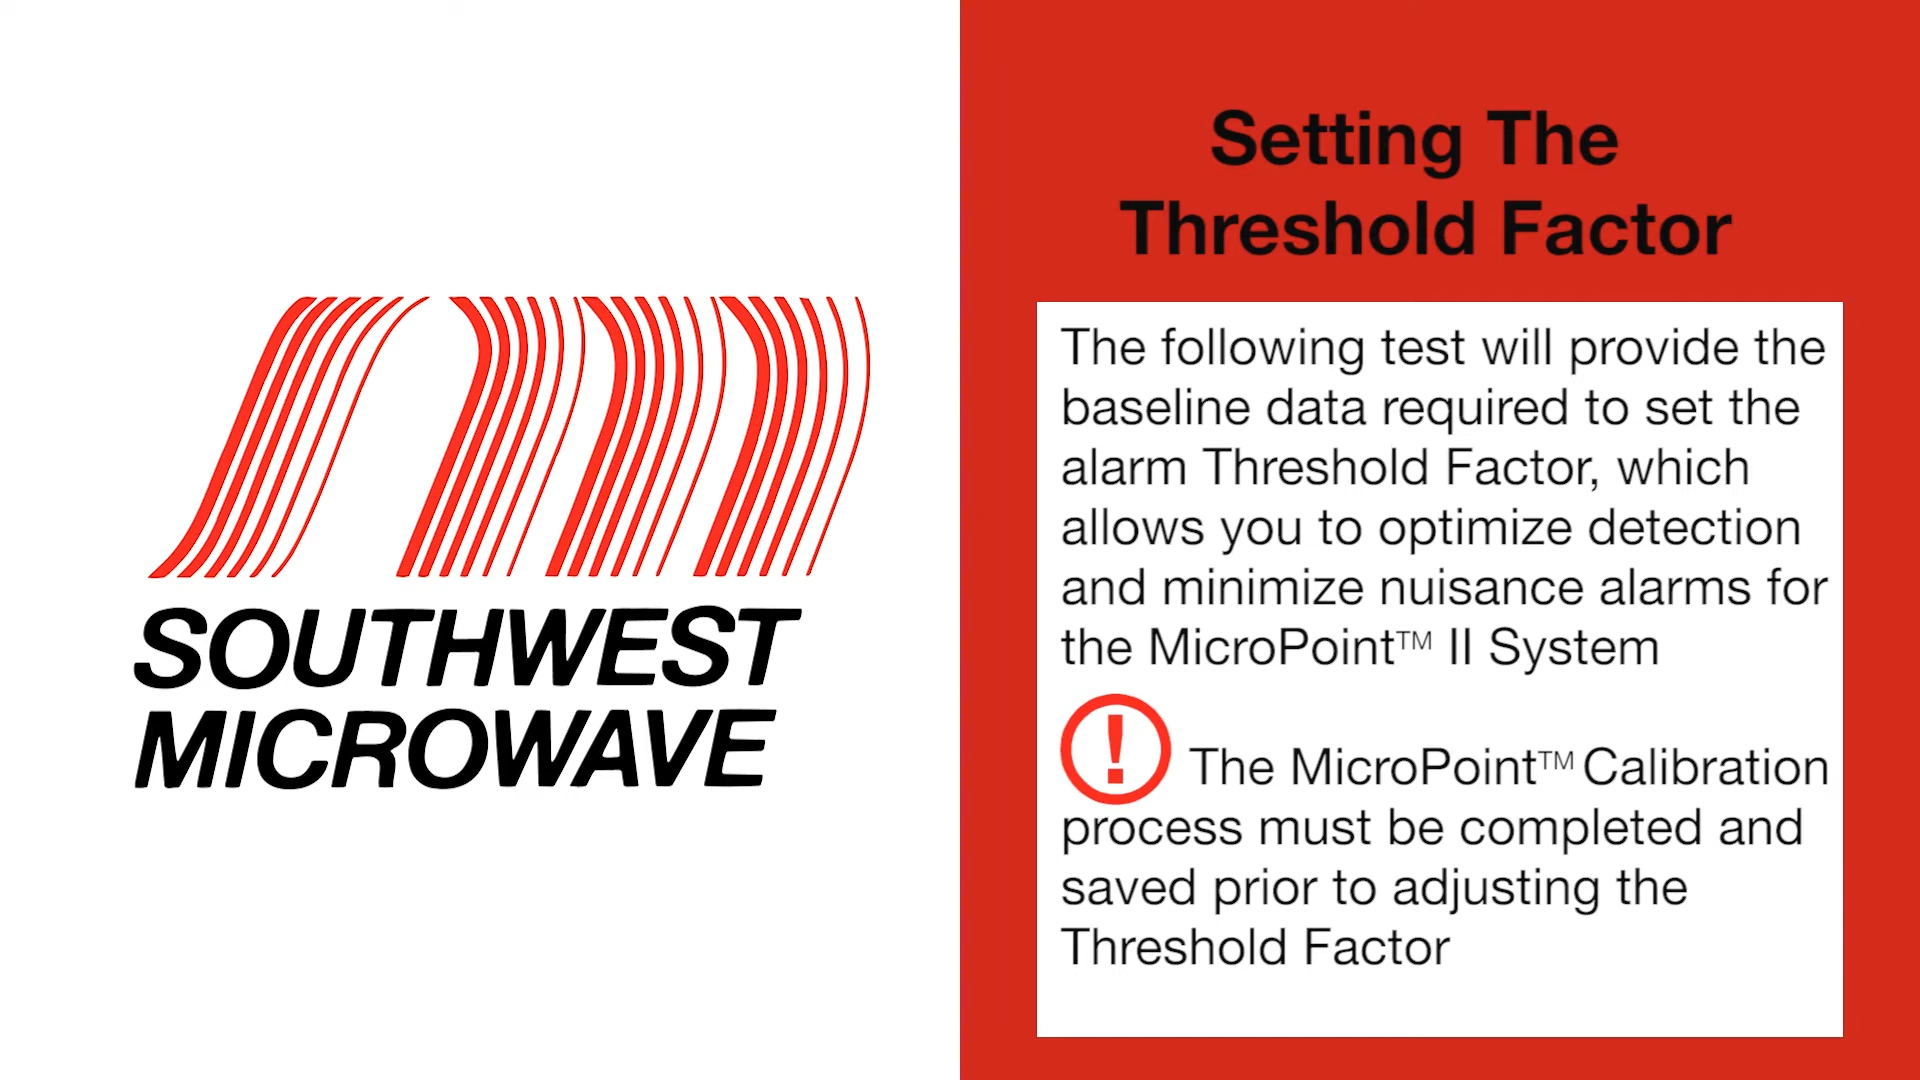 SOUTHWEST
MICROWAVE
Setting The
Threshold Factor
The following test will provide the
baseline data required to set the
alarm Threshold Factor, which
allows you to optimize detection
and minimize nuisance alarms for
the MicroPoint™ II System
! The MicroPoint™ Calibration
process must be completed and
saved prior to adjusting the
Threshold Factor